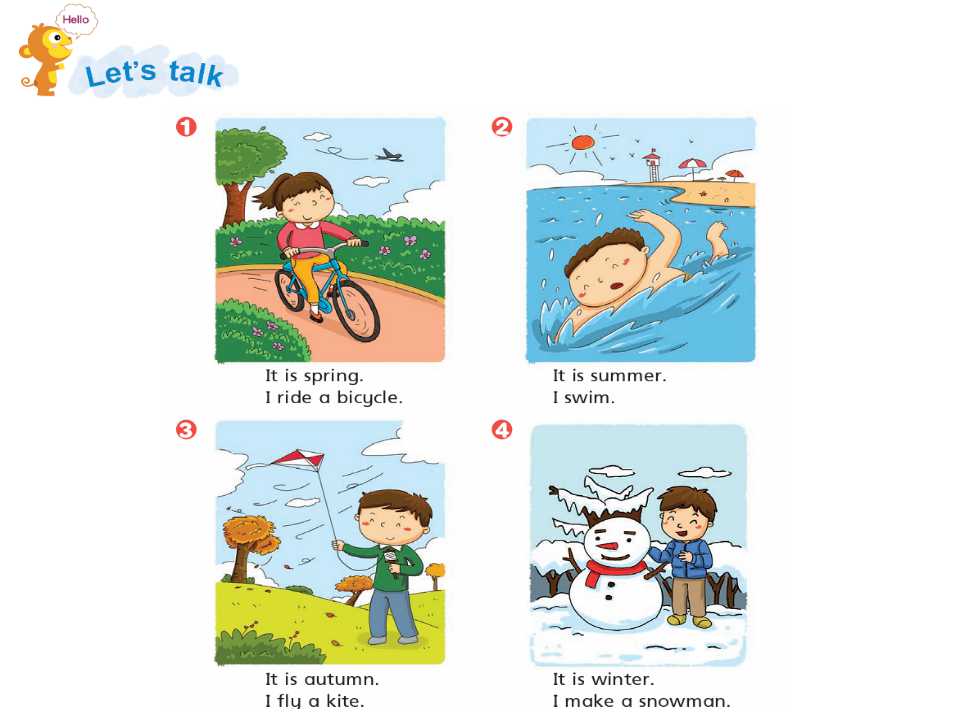 Hello
Let's talk
1
It is spring.
I ride a bicycle.
2
It is summer.
I swim.
3
It is autumn.
I fly a kite.
4
It is winter.
I make a snowman.